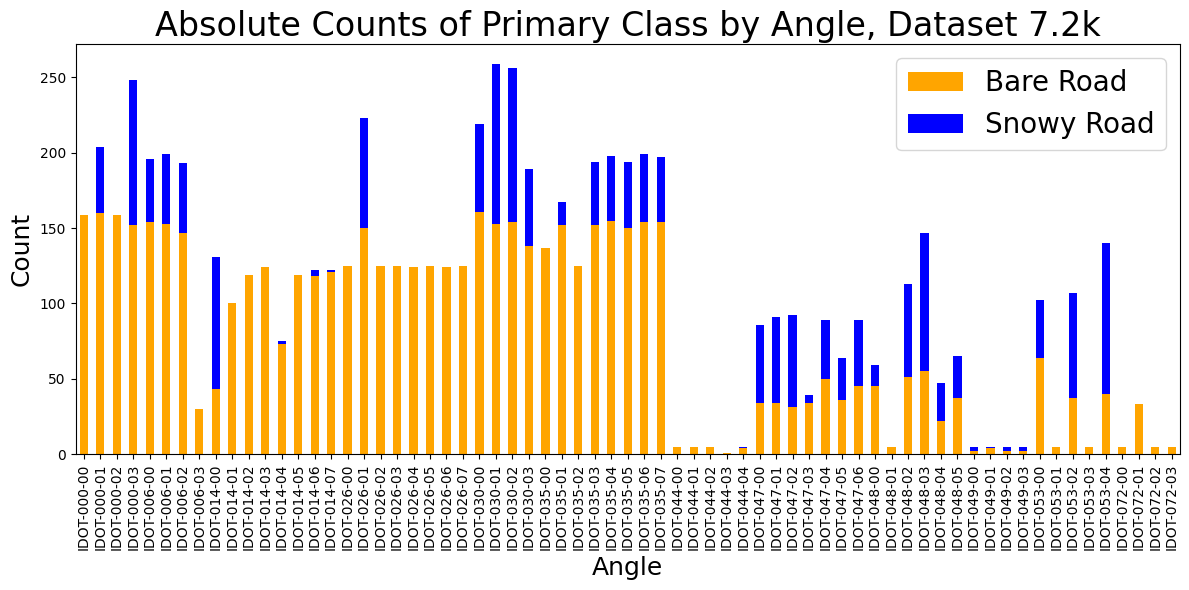 Absolute Counts of Primary Class by Angle, Dataset 7.2k
Bare Road
Snowy Road
Count
250
200
150
100
50
0
IDOT-000-00
IDOT-000-01
IDOT-000-02
IDOT-000-03
IDOT-006-00
IDOT-006-01
IDOT-006-02
IDOT-006-03
IDOT-014-00
IDOT-014-01
IDOT-014-02
IDOT-014-03
IDOT-014-04
IDOT-014-05
IDOT-014-06
IDOT-014-07
IDOT-026-00
IDOT-026-01
IDOT-026-02
IDOT-026-03
IDOT-026-04
IDOT-026-05
IDOT-026-06
IDOT-026-07
IDOT-030-00
IDOT-030-01
IDOT-030-02
IDOT-030-03
IDOT-035-00
IDOT-035-01
IDOT-035-02
IDOT-035-03
IDOT-035-04
IDOT-035-05
IDOT-035-06
IDOT-035-07
IDOT-044-00
IDOT-044-01
IDOT-044-02
IDOT-044-03
IDOT-044-04
IDOT-047-00
IDOT-047-01
IDOT-047-02
IDOT-047-03
IDOT-047-04
IDOT-047-05
IDOT-047-06
IDOT-048-00
IDOT-048-01
IDOT-048-02
IDOT-048-03
IDOT-048-04
IDOT-048-05
IDOT-049-00
IDOT-049-01
IDOT-049-02
IDOT-049-03
IDOT-053-00
IDOT-053-01
IDOT-053-02
IDOT-053-03
IDOT-053-04
IDOT-072-00
IDOT-072-01
IDOT-072-02
IDOT-072-03
Angle